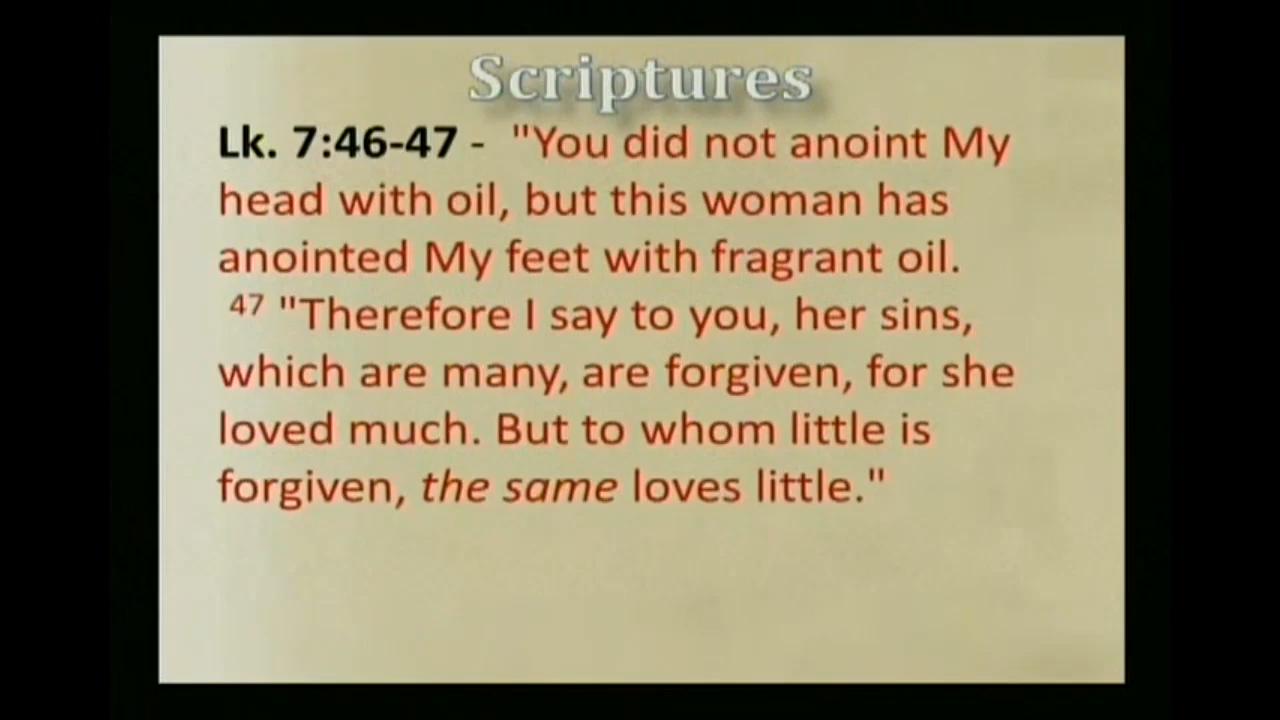 Scriptures
Lk. 7:46-47 - "You did not anoint My
head with oil, but this woman has
anointed My feet with fragrant oil.
47 "Therefore I say to you, her sins,
which are many, are forgiven, for she
loved much. But to whom little is
forgiven, the same loves little."